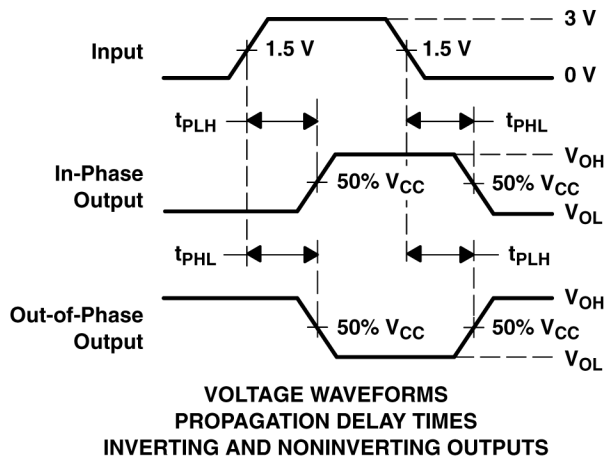 3 V
Input
1.5 V
1.5 V
0 V
tPLH
tPHL
In-Phase
Output
VOH
50% VCC
50% VCC
VOL
tPHL
tPLH
Out-of-Phase
Output
VOH
50% VCC
50% VCC
VOL
VOLTAGE WAVEFORMS
PROPAGATION DELAY TIMES
INVERTING AND NONINVERTING OUTPUTS